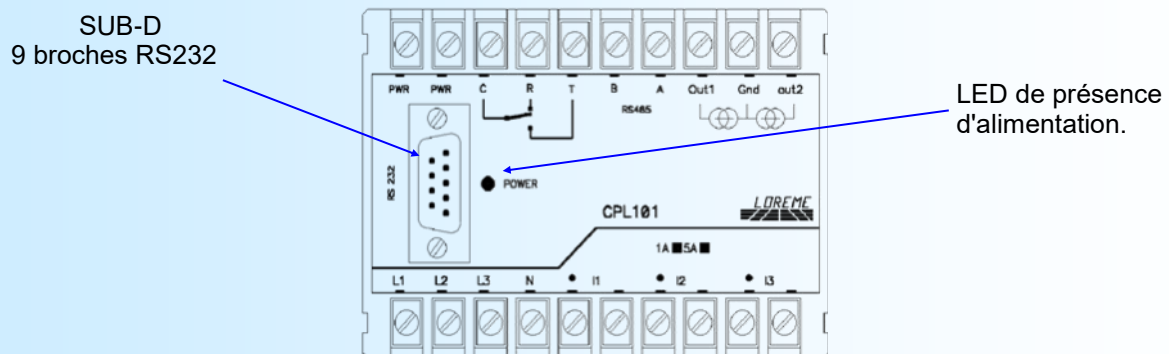 SUB-D
9 broches RS232
LED de présence
d'alimentation.
PWR PWR C R T B A Out1 Gnd out2
RS485
RS 232
POWER
CPL101
LOREME
1A 5A
L1 L2 L3 N I1 I2 I3